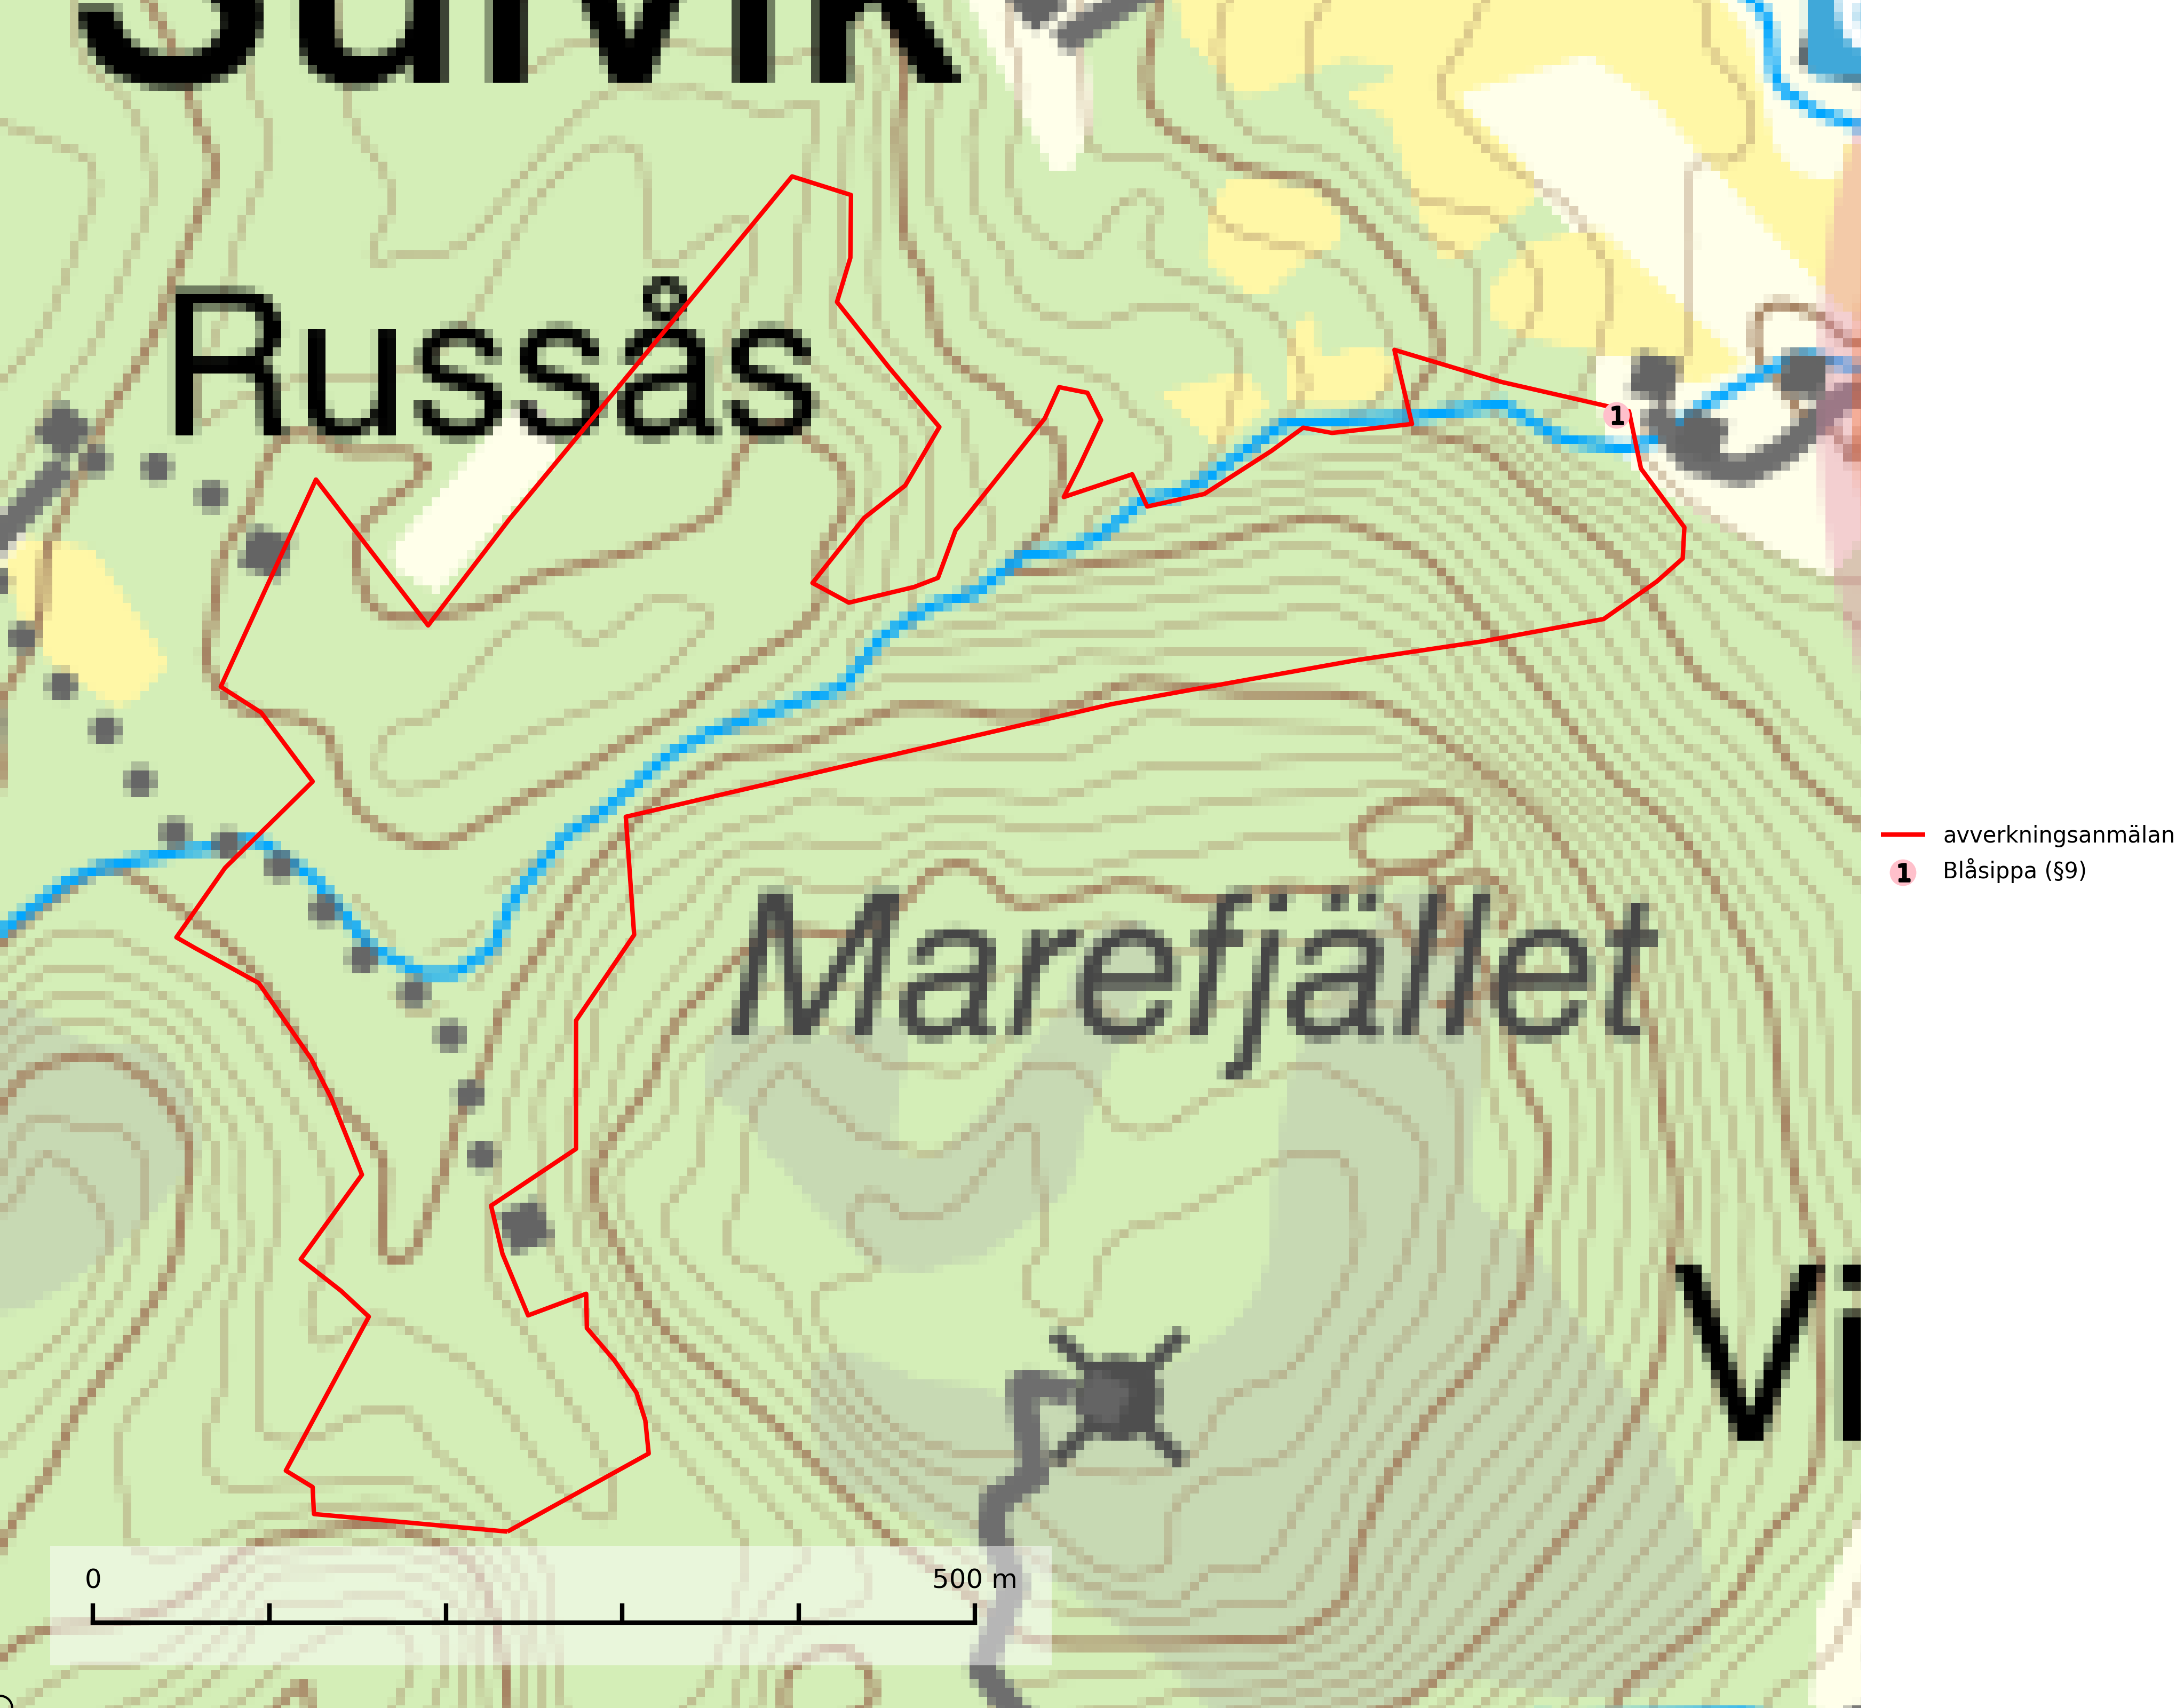 Russås
1
Marefjället
Vi
0 500 m
avverkningsanmälan
1 Blåsippa (§9)